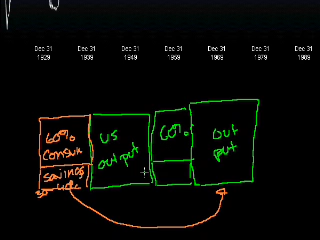 Dec 31 Dec 31 Dec 31 Dec 31 Dec 31 Dec 31 Dec 31
1929 1939 1949 1959 1969 1979 1989
60% US 60% out
Consum output put
savings